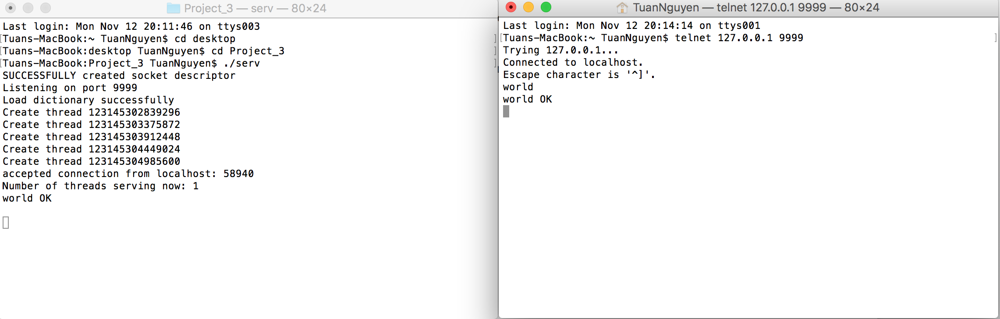 Project_3 — serv — 80×24
Last login: Mon Nov 12 20:11:46 on ttys003
[Tuans-MacBook:~ TuanNguyen$ cd desktop ]
[Tuans-MacBook:desktop TuanNguyen$ cd Project_3 ]
[Tuans-MacBook:Project_3 TuanNguyen$ ./serv ]
SUCCESSFULLY created socket descriptor
Listening on port 9999
Load dictionary successfully
Create thread 123145302839296
Create thread 123145303375872
Create thread 123145303912448
Create thread 123145304449024
Create thread 123145304985600
accepted connection from localhost: 58940
Number of threads serving now: 1
world OK
TuanNguyen — telnet 127.0.0.1 9999 — 80×24
Last login: Mon Nov 12 20:14:14 on ttys001
[Tuans-MacBook:~ TuanNguyen$ telnet 127.0.0.1 9999 ]
Trying 127.0.0.1...
Connected to localhost.
Escape character is '^]'.
world
world OK